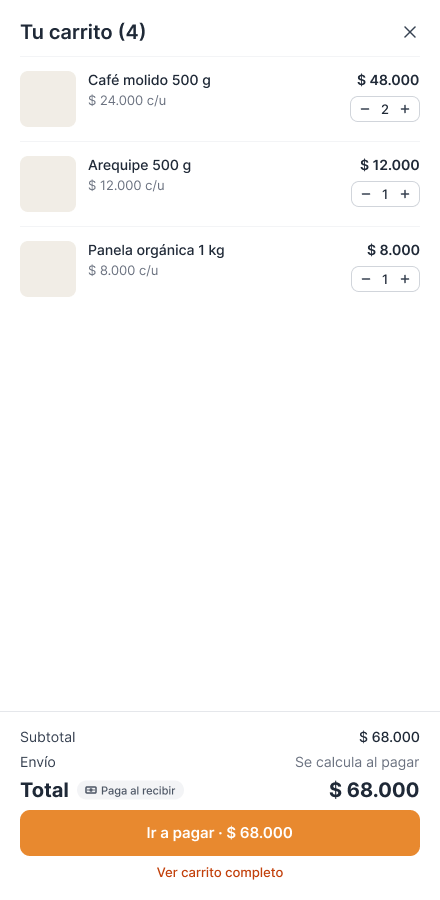 Tu carrito (4)
Café molido 500 g
$ 48.000
$ 24.000 c/u
− 2 +
Arequipe 500 g
$ 12.000
$ 12.000 c/u
− 1 +
Panela orgánica 1 kg
$ 8.000
$ 8.000 c/u
− 1 +
Subtotal $ 68.000
Envío Se calcula al pagar
Total Paga al recibir $ 68.000
Ir a pagar · $ 68.000
Ver carrito completo